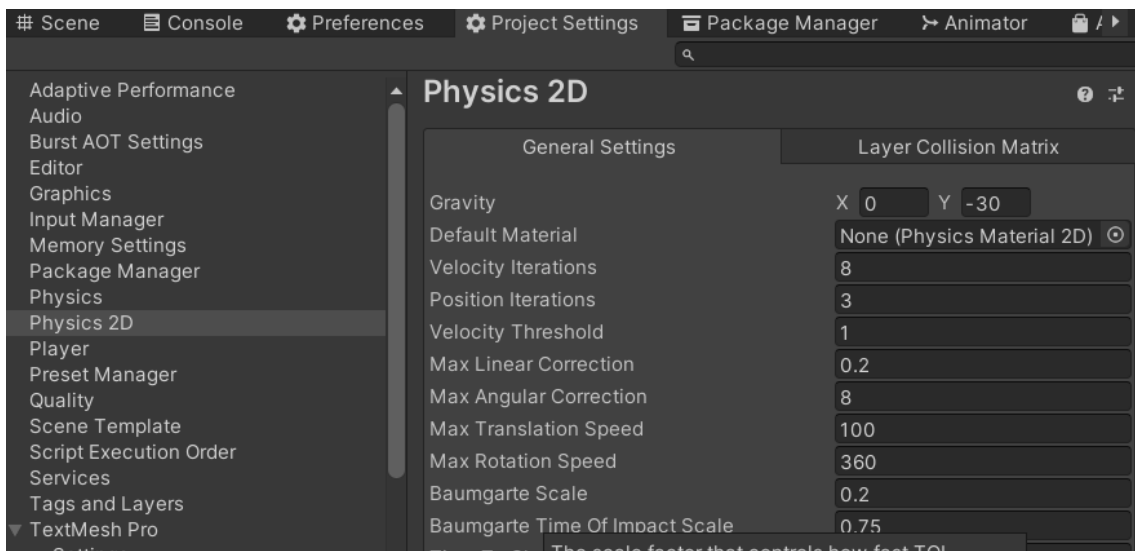 Scene Console Preferences Project Settings Package Manager Animator
Physics 2D
General Settings Layer Collision Matrix
Adaptive Performance
Audio
Burst AOT Settings
Editor
Graphics
Input Manager
Memory Settings
Package Manager
Physics
Physics 2D
Player
Preset Manager
Quality
Scene Template
Script Execution Order
Services
Tags and Layers
TextMesh Pro
Gravity X 0 Y -30
Default Material None (Physics Material 2D)
Velocity Iterations 8
Position Iterations 3
Velocity Threshold 1
Max Linear Correction 0.2
Max Angular Correction 8
Max Translation Speed 100
Max Rotation Speed 360
Baumgarte Scale 0.2
Baumgarte Time Of Impact Scale 0.75
The scale factor that controls how fast TOI